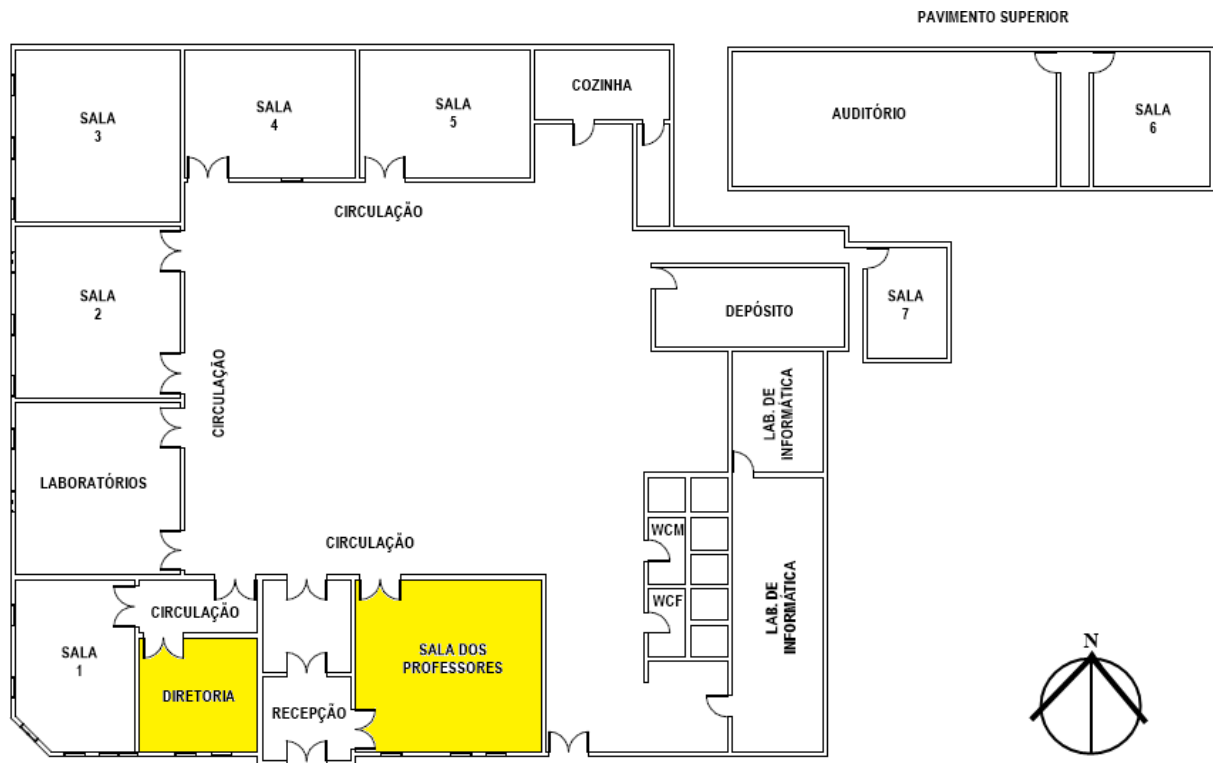 PAVIMENTO SUPERIOR
SALA
3
SALA
4
SALA
5
COZINHA
AUDITÓRIO
SALA
6
CIRCULAÇÃO
SALA
2
DEPÓSITO
SALA
7
CIRCULAÇÃO
LAB. DE
INFORMÁTICA
LABORATÓRIOS
CIRCULAÇÃO
WCM
WCF
LAB. DE
INFORMÁTICA
CIRCULAÇÃO
SALA
1
DIRETORIA
RECEPÇÃO
SALA DOS
PROFESSORES
N